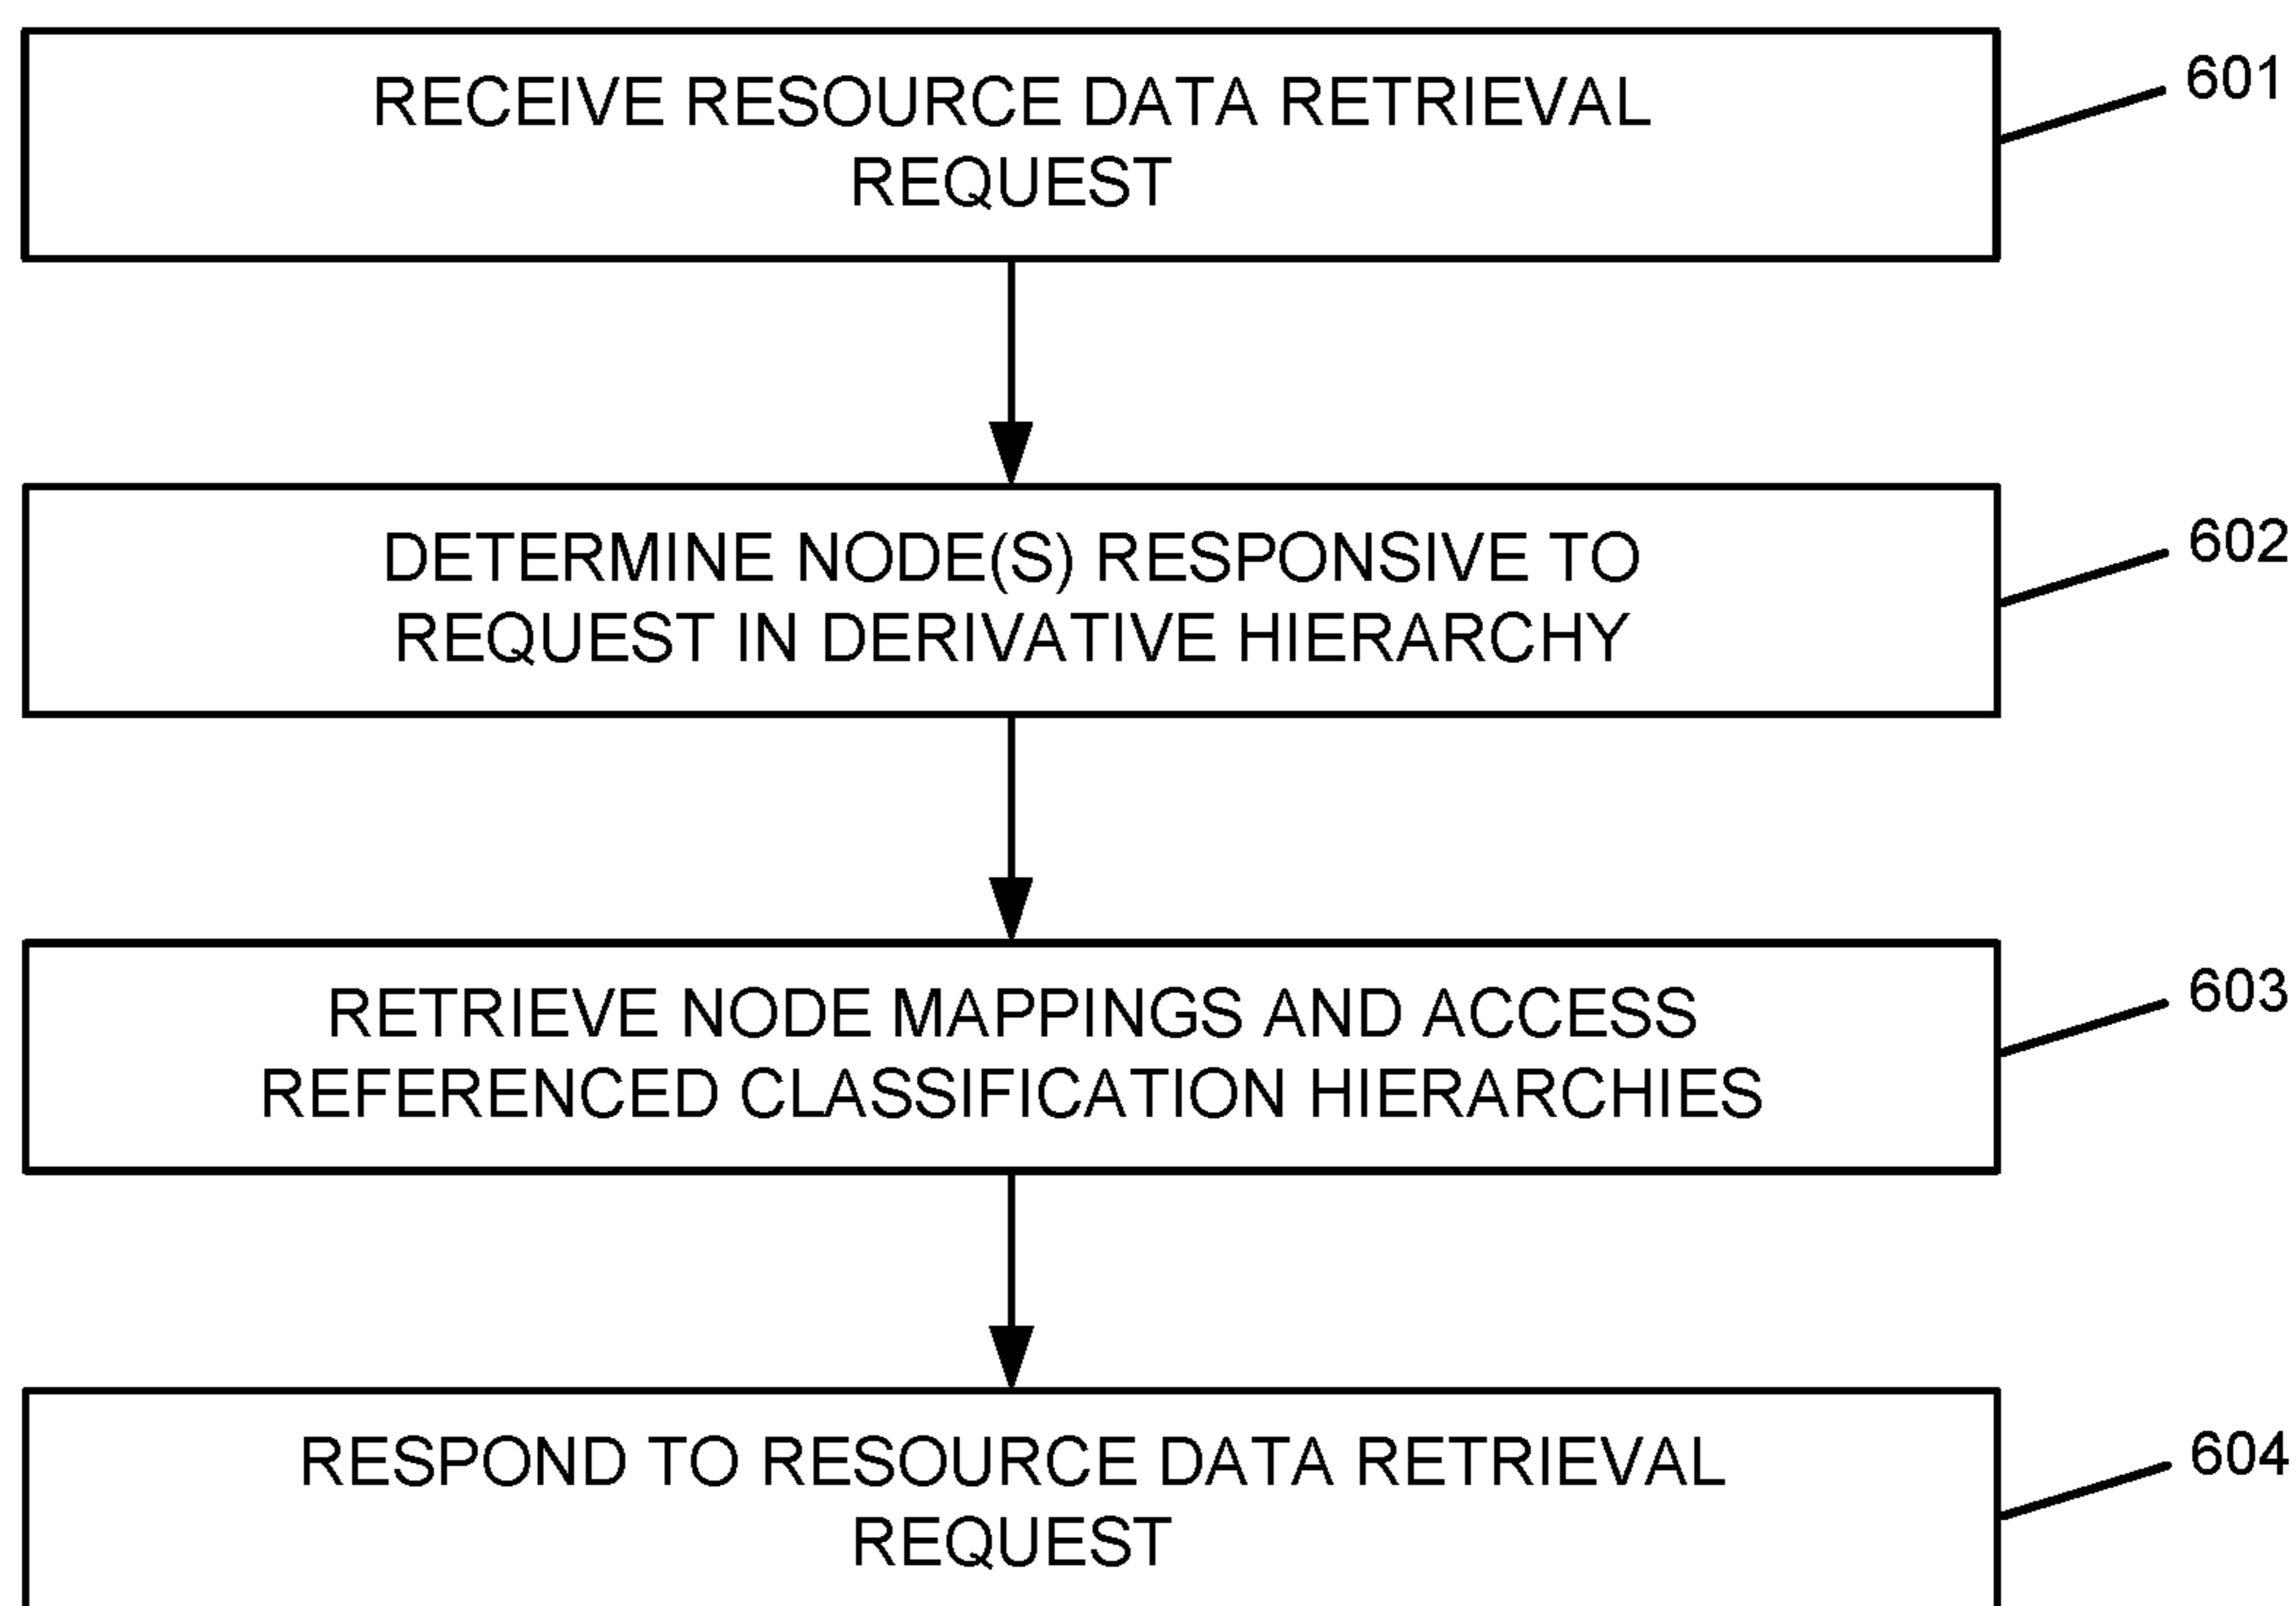 RECEIVE RESOURCE DATA RETRIEVAL
REQUEST
601
DETERMINE NODE(S) RESPONSIVE TO
REQUEST IN DERIVATIVE HIERARCHY
602
RETRIEVE NODE MAPPINGS AND ACCESS
REFERENCED CLASSIFICATION HIERARCHIES
603
RESPOND TO RESOURCE DATA RETRIEVAL
REQUEST
604